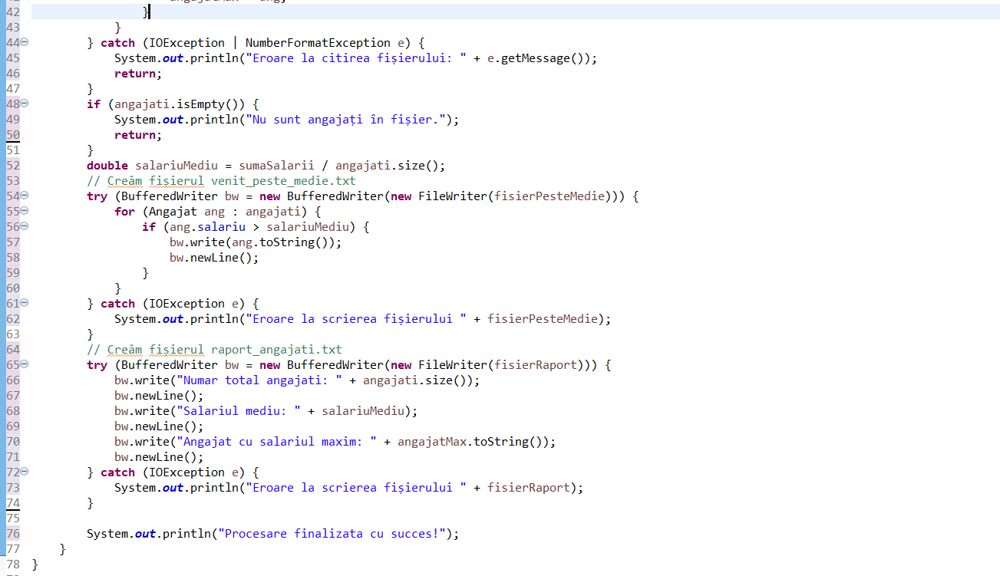 angajatMax = ang;
42 }
43 }
44 } catch (IOException | NumberFormatException e) {
45 System.out.println("Eroare la citirea fișierului: " + e.getMessage());
46 return;
47 }
48 if (angajati.isEmpty()) {
49 System.out.println("Nu sunt angajați în fișier.");
50 return;
51 }
52 double salariuMediu = sumaSalarii / angajati.size();
53 // Creăm fisierul venit_peste_medie.txt
54 try (BufferedWriter bw = new BufferedWriter(new FileWriter(fisierPesteMedie))) {
55 for (Angajat ang : angajati) {
56 if (ang.salariu > salariuMediu) {
57 bw.write(ang.toString());
58 bw.newLine();
59 }
60 }
61 } catch (IOException e) {
62 System.out.println("Eroare la scrierea fișierului " + fisierPesteMedie);
63 }
64 // Creăm fisierul raport_angajati.txt
65 try (BufferedWriter bw = new BufferedWriter(new FileWriter(fisierRaport))) {
66 bw.write("Numar total angajati: " + angajati.size());
67 bw.newLine();
68 bw.write("Salariul mediu: " + salariuMediu);
69 bw.newLine();
70 bw.write("Angajat cu salariul maxim: " + angajatMax.toString());
71 bw.newLine();
72 } catch (IOException e) {
73 System.out.println("Eroare la scrierea fișierului " + fisierRaport);
74 }
75
76 System.out.println("Procesare finalizata cu succes!");
77 }
78 }